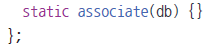 static associate(db) {}
};